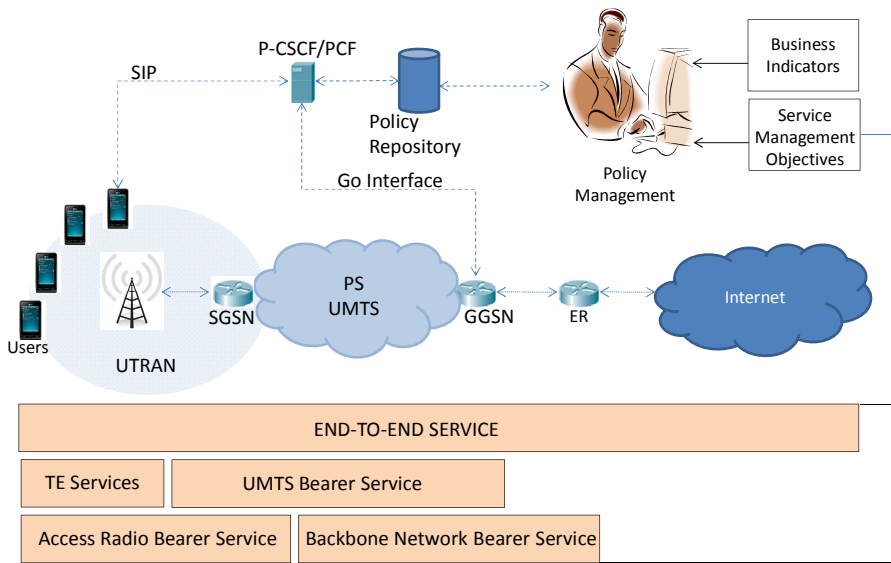 P-CSCF/PCF
SIP
Business
Indicators
Policy
Repository
Service
Management
Objectives
Go Interface
Policy
Management
PS
UMTS
Internet
SGSN
GGSN
ER
Users
UTRAN
END-TO-END SERVICE
TE Services
UMTS Bearer Service
Access Radio Bearer Service
Backbone Network Bearer Service